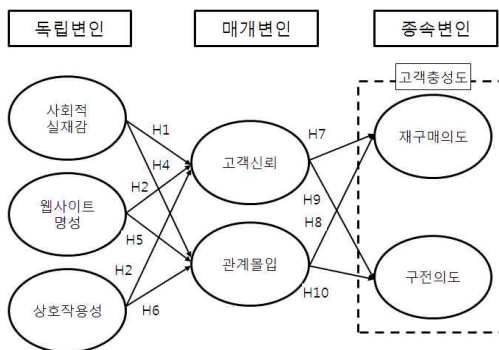 독립변인
매개변인
종속변인
고객충성도
사회적
실재감
웹사이트
명성
상호작용성
H1
H4
H2
H5
H2
H6
고객신뢰
관계몰입
H7
H9
H8
H10
재구매의도
구전의도